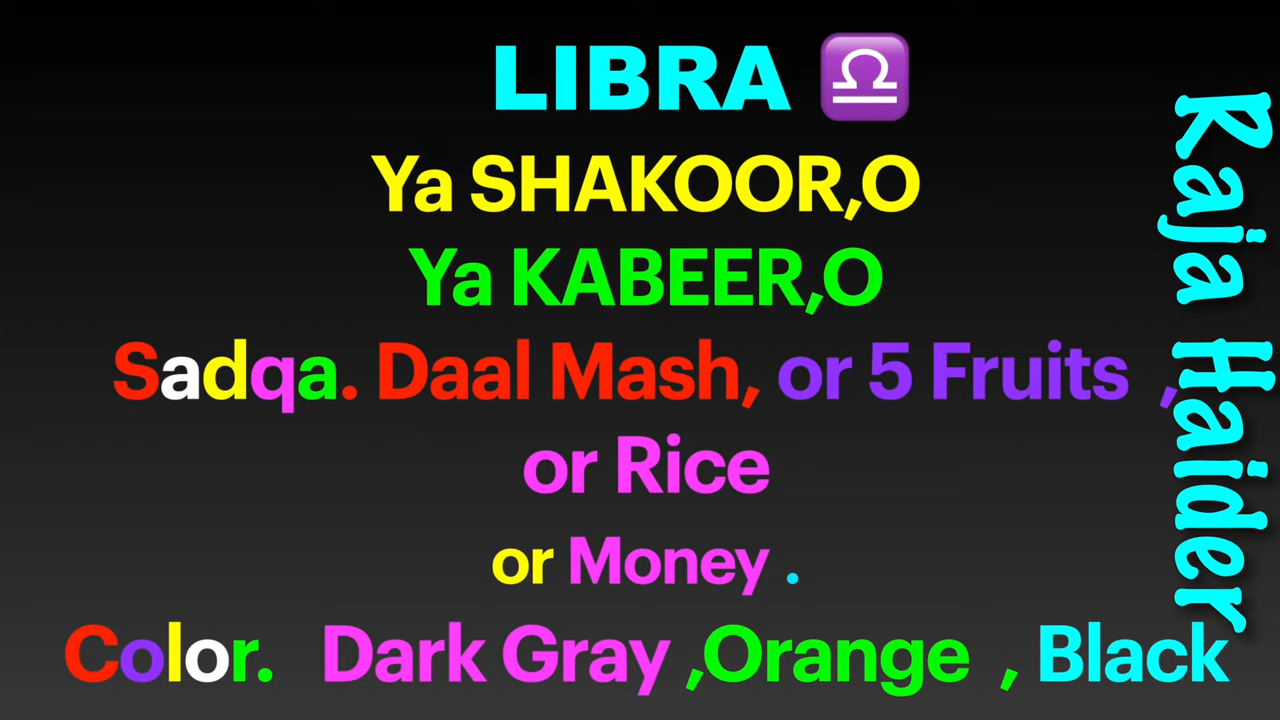 LIBRA ♎
Ya SHAKOOR,O
Ya KABEER,O
Sadqa. Daal Mash, or 5 Fruits ,
or Rice
or Money .
Color. Dark Gray ,Orange , Black
Raja Haider